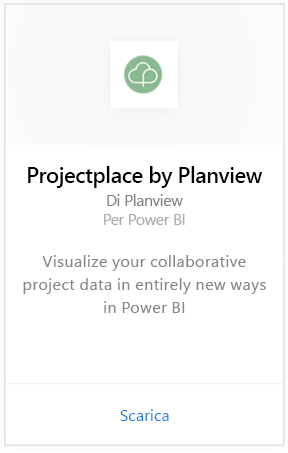 Projectplace by Planview
Di Planview
Per Power BI
Visualize your collaborative
project data in entirely new ways
in Power BI
Scarica